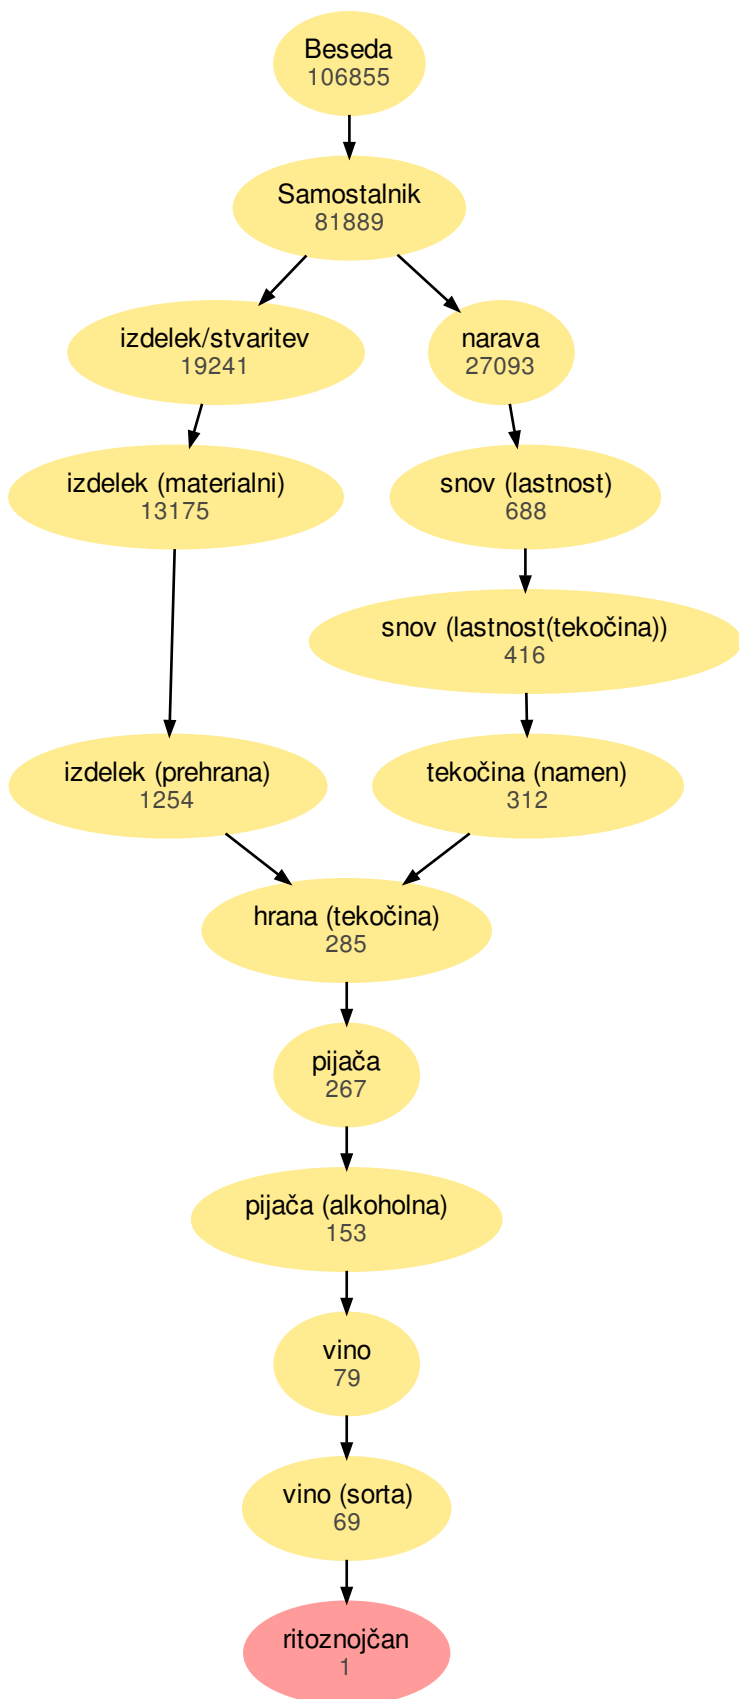 Beseda
106855
Samostalnik
81889
izdelek/stvaritev
19241
narava
27093
izdelek (materialni)
13175
snov (lastnost)
688
snov (lastnost(tekočina))
416
izdelek (prehrana)
1254
tekočina (namen)
312
hrana (tekočina)
285
pijača
267
pijača (alkoholna)
153
vino
79
vino (sorta)
69
ritoznojčan
1